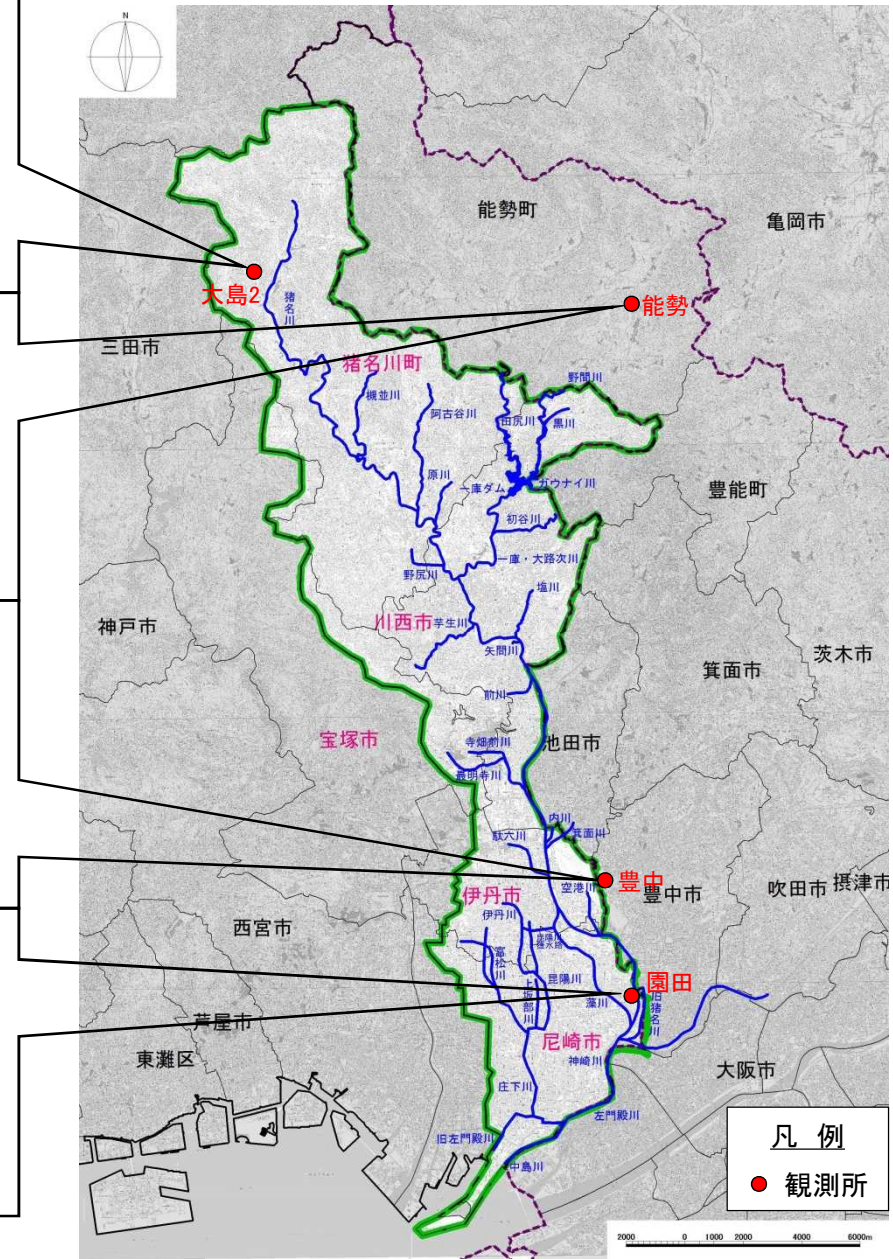 N
能勢町
亀岡市
大島2
能勢
猪名川
三田市
猪名川町
野間川
槻並川
阿古谷川
田尻川
黒川
原川
一庫ダム
ガウナイ川
豊能町
初谷川
一庫・大路次川
野尻川
塩川
神戸市
川西市
芋生川
矢問川
箕面市
茨木市
前川
宝塚市
寺畑前川
池田市
最明寺川
内川
駄六川
箕面川
豊中
空港川
豊中市
吹田市
摂津市
伊丹市
伊丹川
西宮市
富松川
昆陽川
上坂部川
藻川
園田
旧猪名川
芦屋市
尼崎市
東灘区
神崎川
大阪市
庄下川
左門殿川
旧左門殿川
中島川
凡 例
観測所
2000 0 1000 2000 4000 6000m